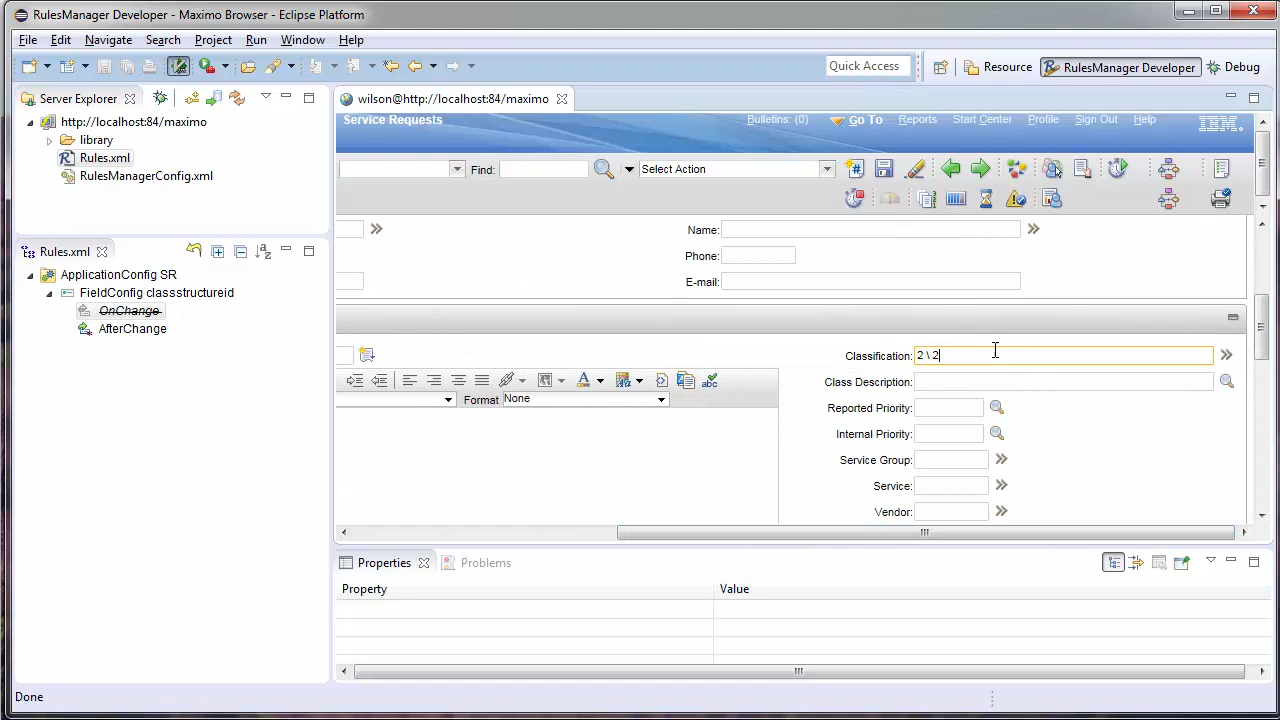 RulesManager Developer - Maximo Browser - Eclipse Platform
File Edit Navigate Search Project Run Window Help
Quick Access
Resource
RulesManager Developer
Debug
Server Explorer
http://localhost:84/maximo
library
Rules.xml
RulesManagerConfig.xml
Rules.xml
ApplicationConfig SR
FieldConfig classstructureid
OnChange
AfterChange
wilson@http://localhost:84/maximo
Service Requests
Bulletins: (0) Go To Reports Start Center Profile Sign Out Help
IBM.
Find:
Select Action
Name:
Phone:
E-mail:
Classification: 2 \ 2
Class Description:
Reported Priority:
Internal Priority:
Service Group:
Service:
Vendor:
Format None
Properties
Problems
Property Value
Done